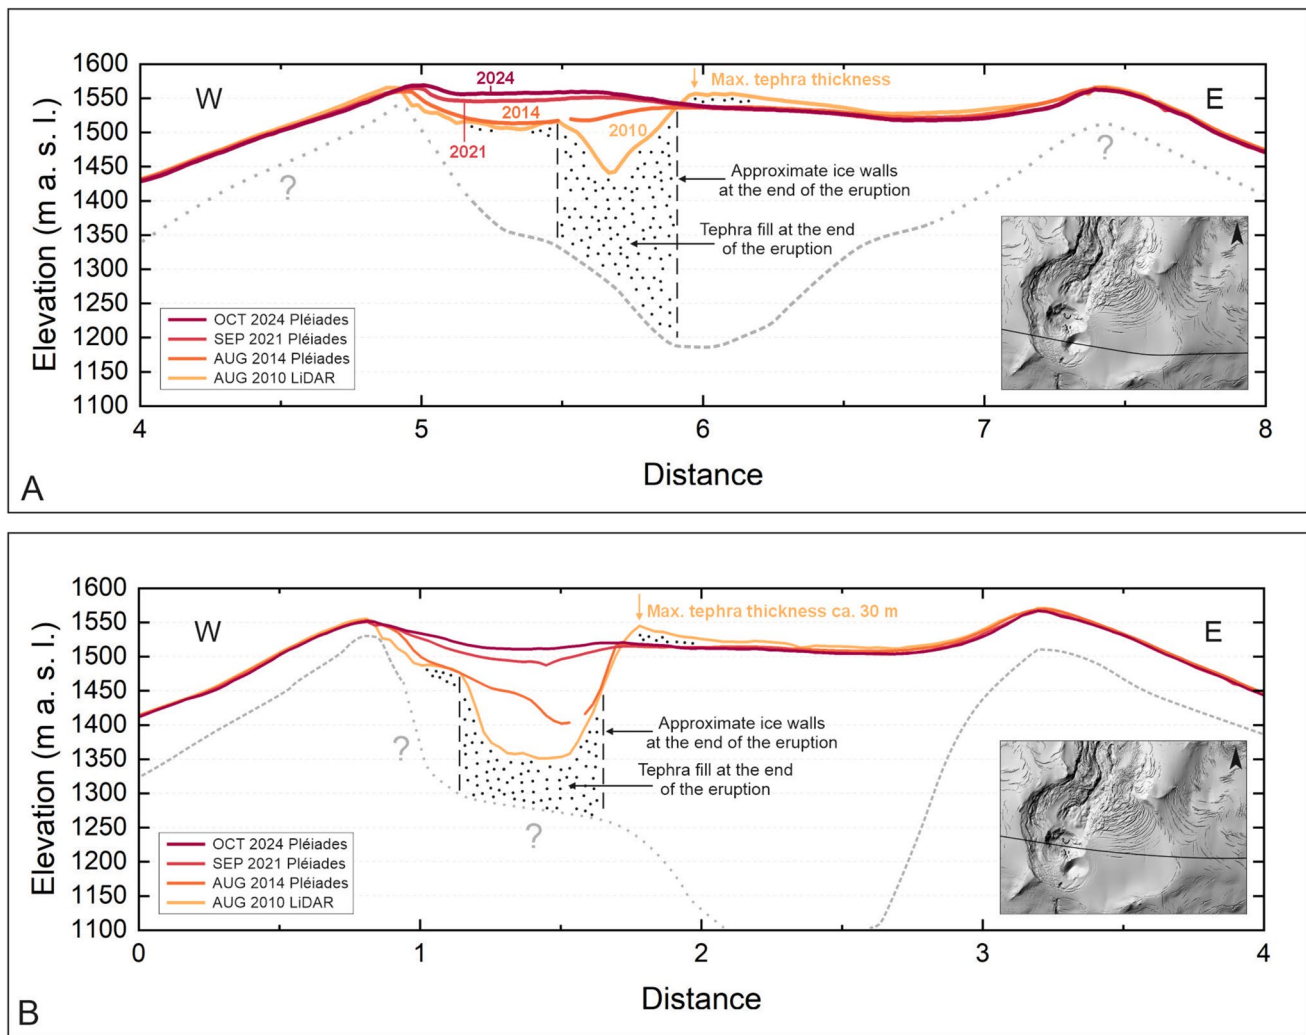 1600
1550
1500
1450
1400
1350
1300
1250
1200
1150
1100
Elevation (m a. s. l.)
W
2024
Max. tephra thickness
E
2014
2010
2021
?
?
Approximate ice walls
at the end of the eruption
Tephra fill at the end
of the eruption
OCT 2024 Pléiades
SEP 2021 Pléiades
AUG 2014 Pléiades
AUG 2010 LiDAR
4
5
6
7
8
Distance
A
1600
1550
1500
1450
1400
1350
1300
1250
1200
1150
1100
Elevation (m a. s. l.)
W
Max. tephra thickness ca. 30 m
E
?
?
Approximate ice walls
at the end of the eruption
Tephra fill at the end
of the eruption
OCT 2024 Pléiades
SEP 2021 Pléiades
AUG 2014 Pléiades
AUG 2010 LiDAR
0
1
2
3
4
Distance
B